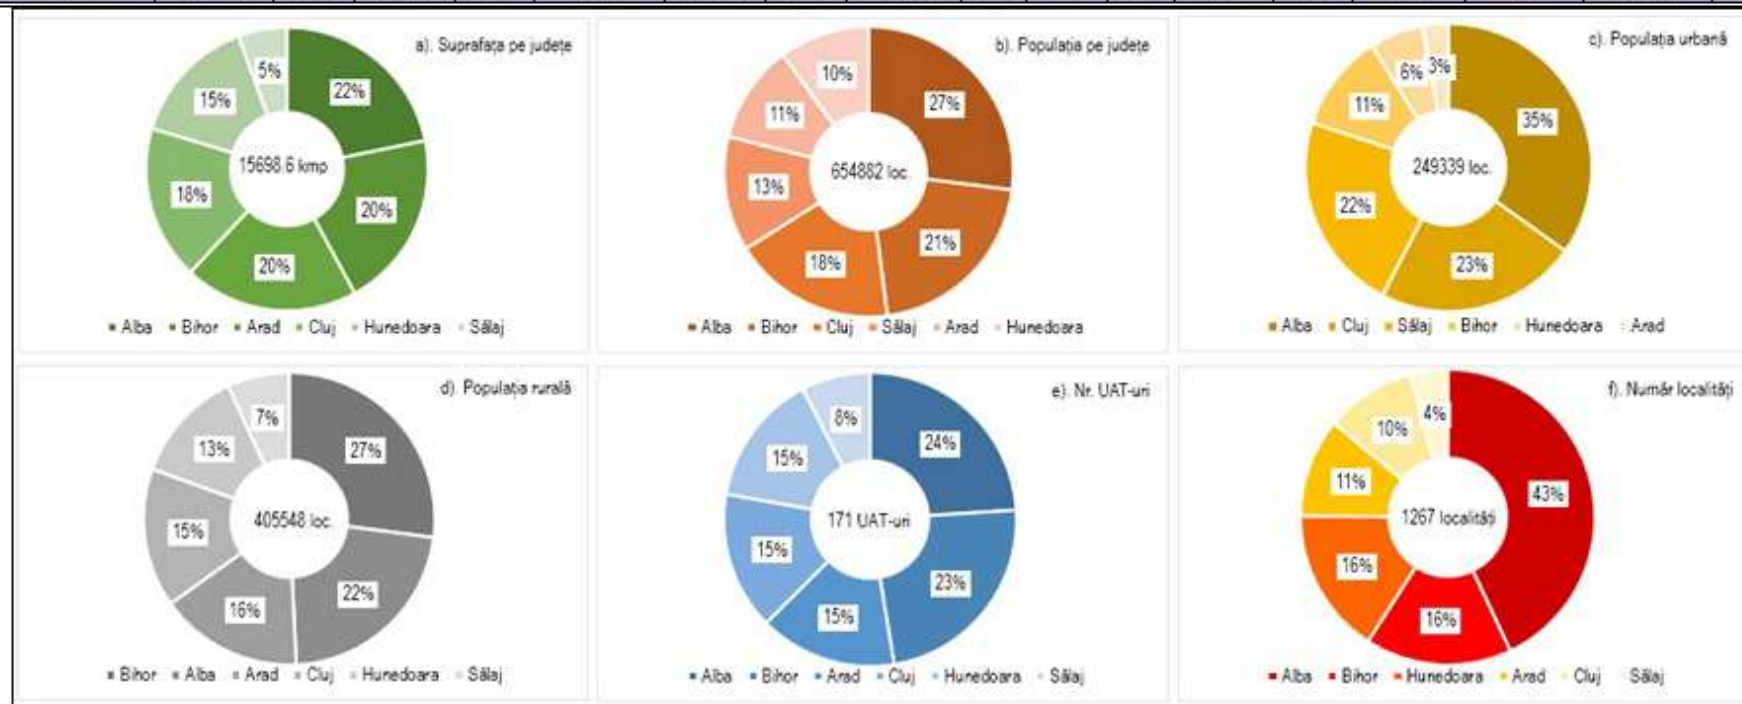 a). Suprafața pe județe
5%
22%
15%
15698.6 kmp
18%
20%
20%
Alba Bihor Arad Cluj Hunedoara Sălaj
b). Populația pe județe
10%
27%
11%
654882 loc.
13%
21%
18%
Alba Bihor Cluj Sălaj Arad Hunedoara
c). Populația urbană
6% 3%
11%
35%
249339 loc.
22%
23%
Alba Cluj Sălaj Bihor Hunedoara Arad
d). Populația rurală
7%
13%
27%
405548 loc.
15%
22%
16%
Bihor Alba Arad Cluj Hunedoara Sălaj
e). Nr. UAT-uri
8%
24%
15%
171 UAT-uri
15%
23%
15%
Alba Bihor Arad Cluj Hunedoara Sălaj
f). Număr localități
4%
10%
11%
43%
1267 localități
16%
16%
Alba Bihor Hunedoara Arad Cluj Sălaj